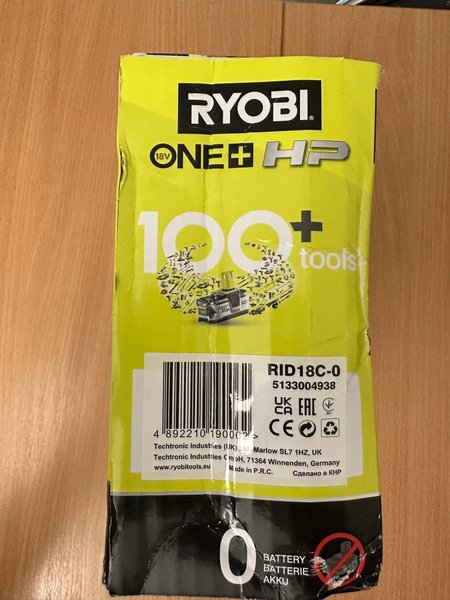 RYOBI
18V ONE+ HP
100+
tools
RID18C-0
5133004938
UK
CA EAC
CE
4 892210 19006 >
Techtronic Industries (UK) Marlow SL7 1HZ, UK
Techtronic Industries GmbH, 71364 Winnenden, Germany
www.ryobitools.eu Made in P.R.C. Сделано в КНР
0
BATTERY
BATTERIE
AKKU